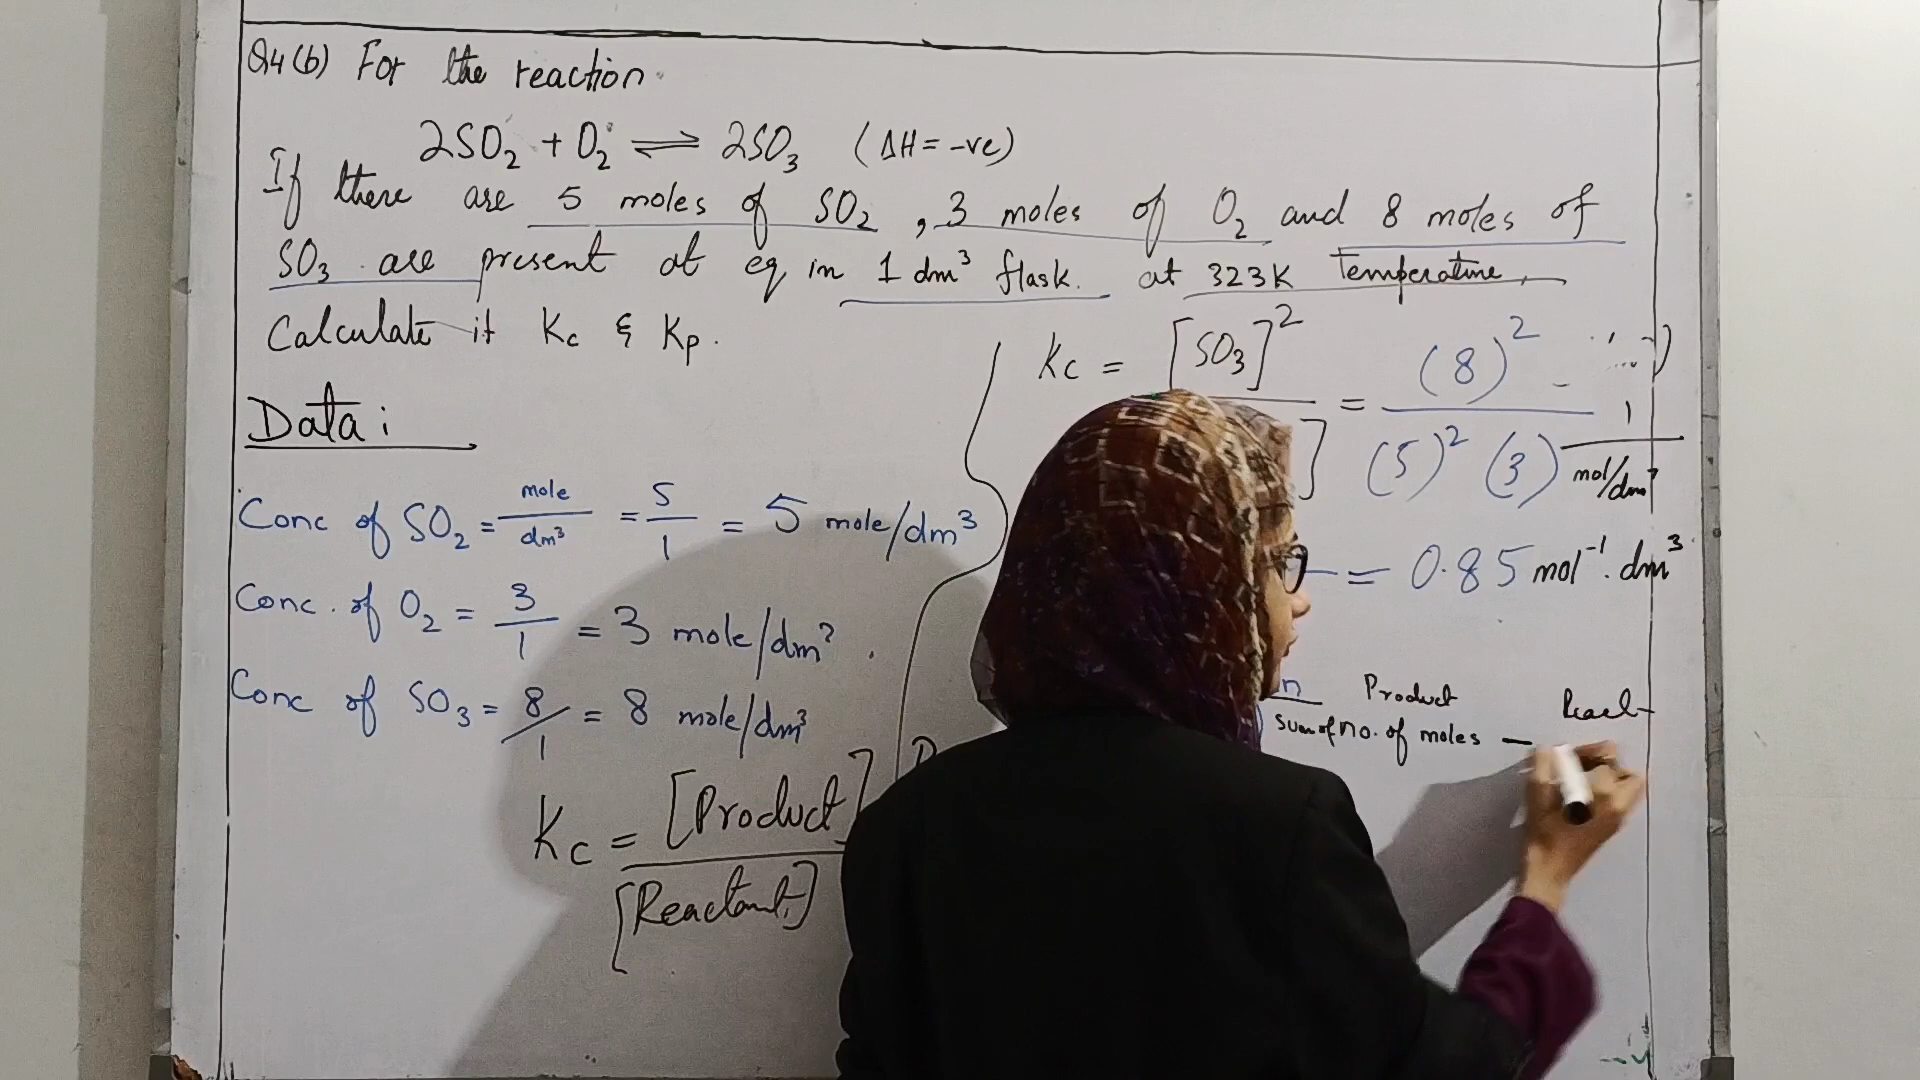 Q4(b) For the reaction.
2SO₂ + O₂ ⇌ 2SO₃ (ΔH = -ve)
If there are 5 moles of SO₂, 3 moles of O₂ and 8 moles of
SO₃ are present at eq in 1 dm³ flask. at 323K Temperature.
Calculate it Kc & Kp.
Data:
Conc of SO₂ = mole/dm³ = 5/1 = 5 mole/dm³
Conc. of O₂ = 3/1 = 3 mole/dm³
Conc of SO₃ = 8/1 = 8 mole/dm³
Kc = [Product]
[Reactant]
Kc = [SO₃]² = (8)²
] (5)² (3) 1
mol/dm³
= 0.85 mol⁻¹. dm³
n Product
sum of no. of moles -